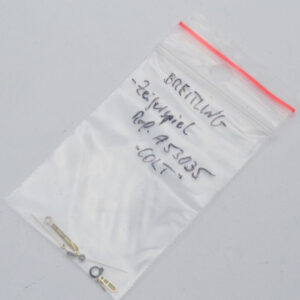 BREITLING
-Zeigerspiel
Ref. A53035
-COLT-